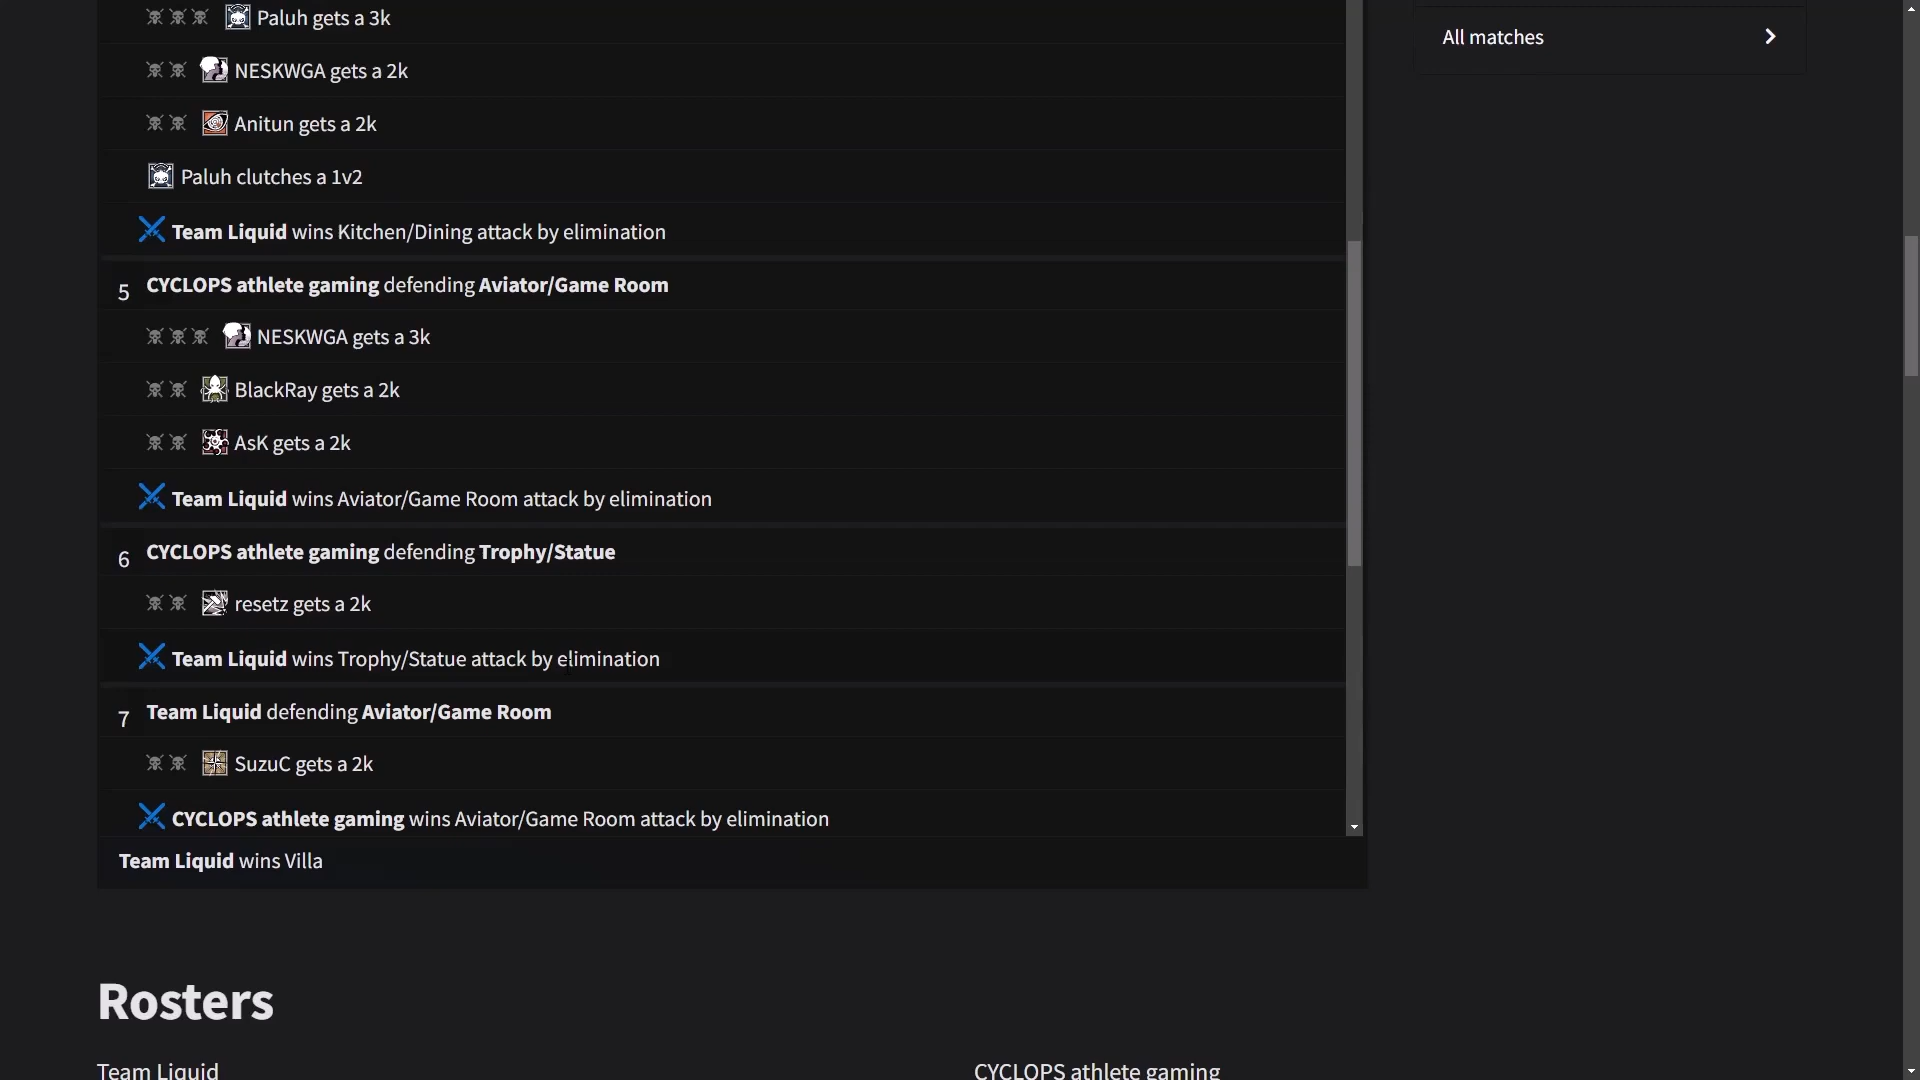 Paluh gets a 3k
All matches
NESKWGA gets a 2k
Anitun gets a 2k
Paluh clutches a 1v2
Team Liquid wins Kitchen/Dining attack by elimination
5 CYCLOPS athlete gaming defending Aviator/Game Room
NESKWGA gets a 3k
BlackRay gets a 2k
AsK gets a 2k
Team Liquid wins Aviator/Game Room attack by elimination
6 CYCLOPS athlete gaming defending Trophy/Statue
resetz gets a 2k
Team Liquid wins Trophy/Statue attack by elimination
7 Team Liquid defending Aviator/Game Room
SuzuC gets a 2k
CYCLOPS athlete gaming wins Aviator/Game Room attack by elimination
Team Liquid wins Villa
Rosters
Team Liquid
CYCLOPS athlete gaming